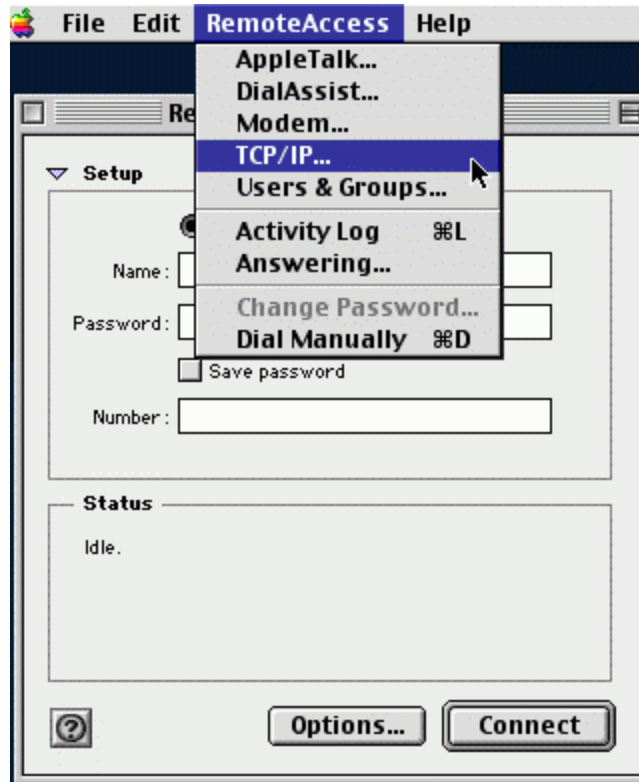 File Edit RemoteAccess Help
AppleTalk...
DialAssist...
Re
Modem...
TCP/IP...
Setup
Users & Groups...
Activity Log ⌘L
Answering...
Name:
Change Password...
Password:
Dial Manually ⌘D
Save password
Number:
Status
Idle.
Options... Connect